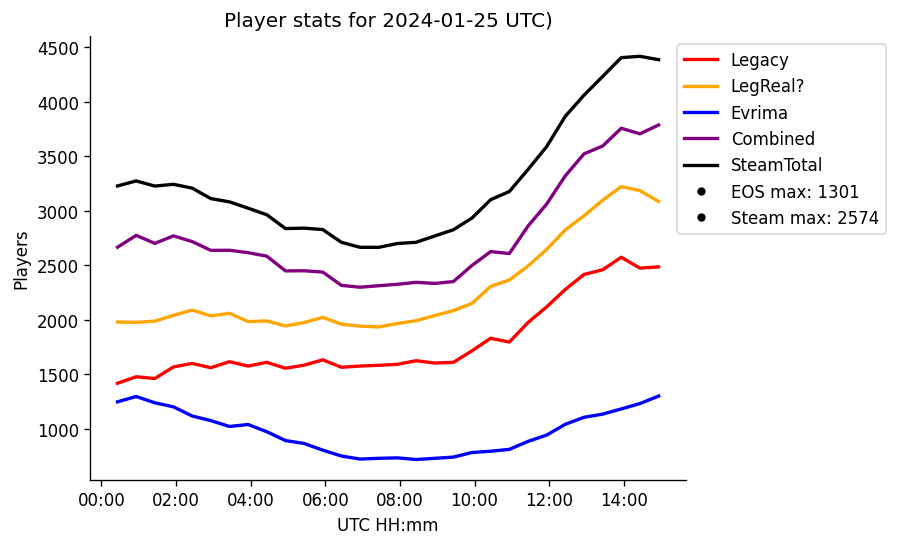 Player stats for 2024-01-25 UTC)
4500
4000
3500
3000
2500
2000
1500
1000
Players
00:00 02:00 04:00 06:00 08:00 10:00 12:00 14:00
UTC HH:mm
Legacy
LegReal?
Evrima
Combined
SteamTotal
EOS max: 1301
Steam max: 2574